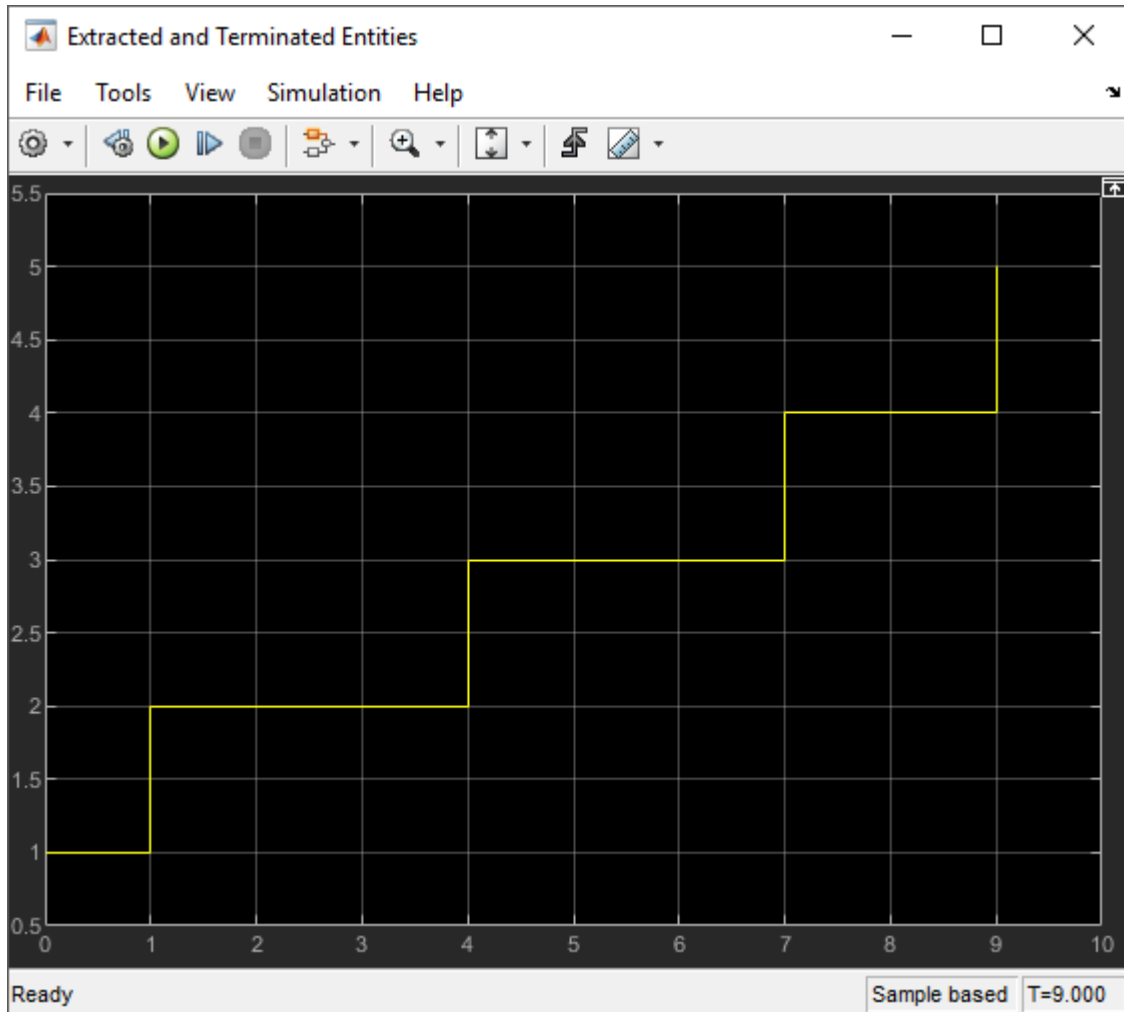 Extracted and Terminated Entities
File Tools View Simulation Help
5.5
5
4.5
4
3.5
3
2.5
2
1.5
1
0.5
0 1 2 3 4 5 6 7 8 9 10
Ready Sample based T=9.000